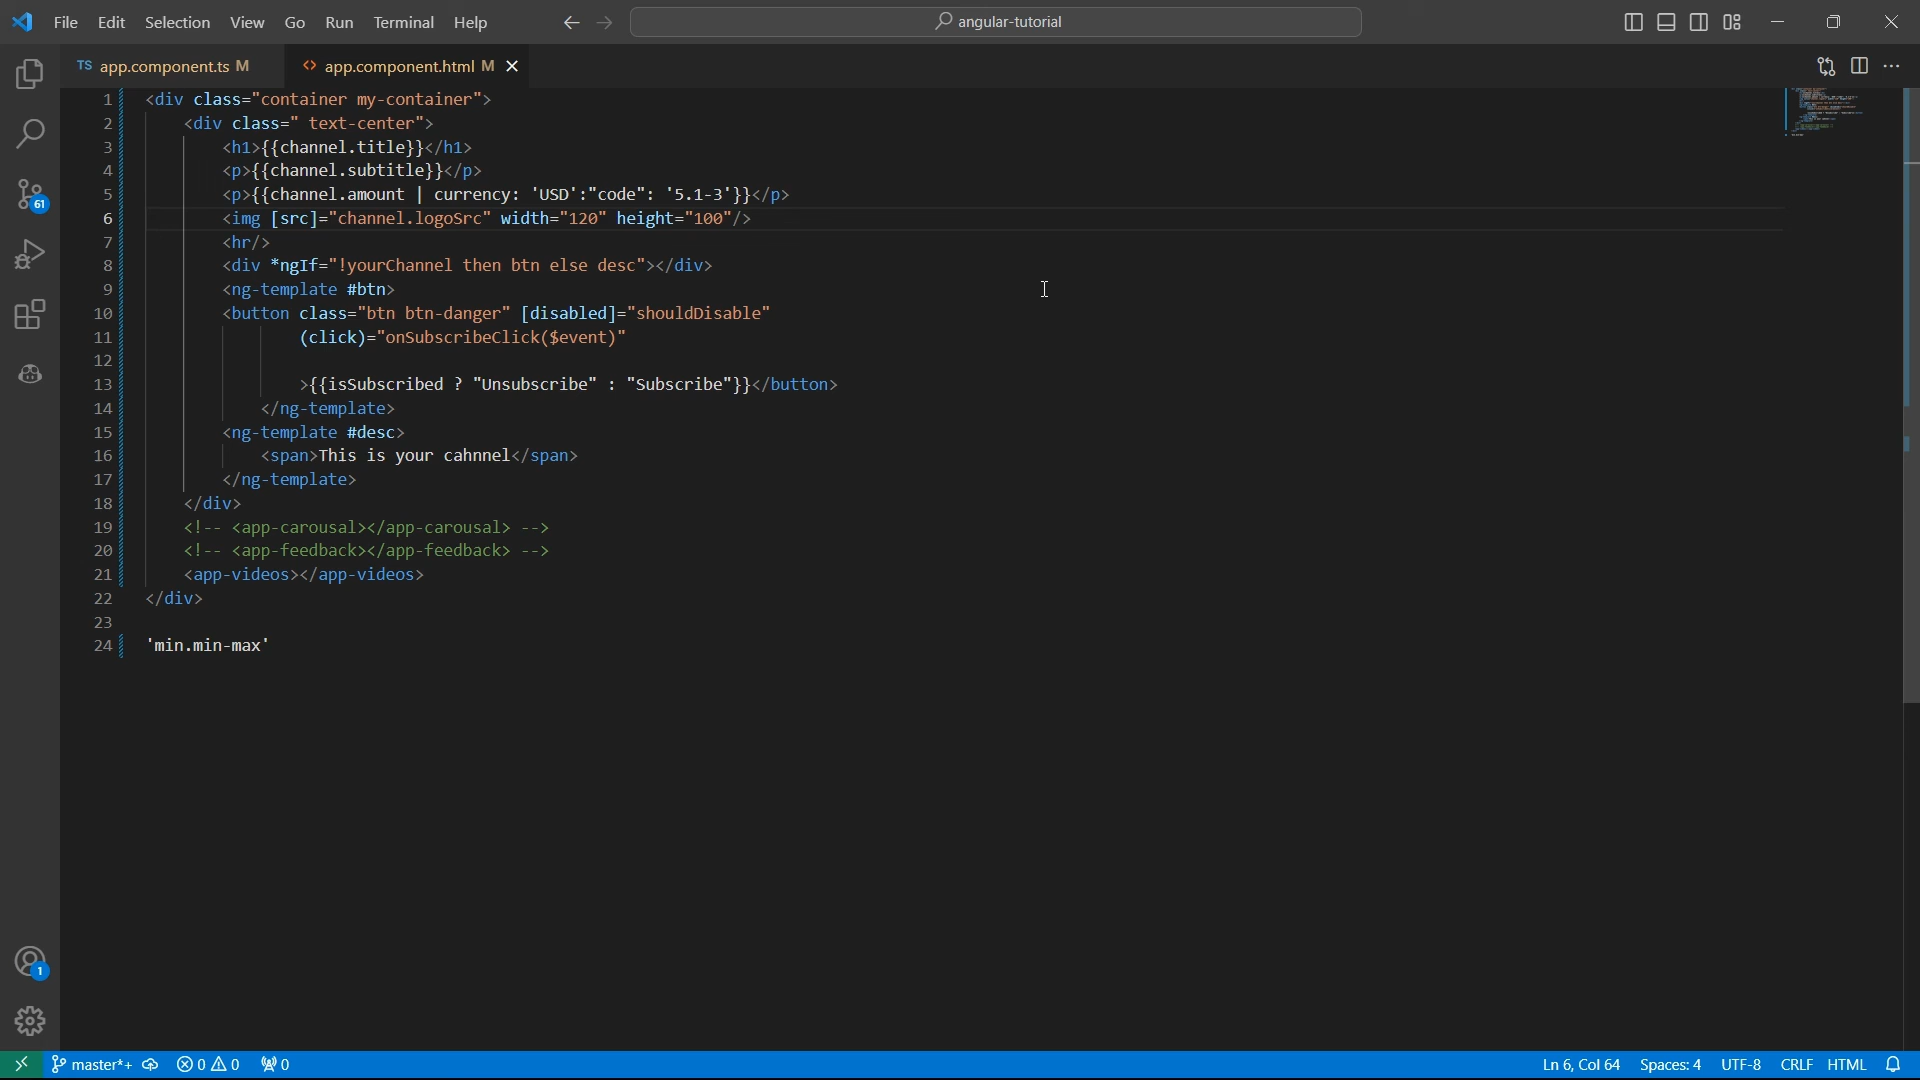 File Edit Selection View Go Run Terminal Help
angular-tutorial
TS app.component.ts M
<> app.component.html M
1 <div class="container my-container">
2 <div class=" text-center">
3 <h1>{{channel.title}}</h1>
4 <p>{{channel.subtitle}}</p>
5 <p>{{channel.amount | currency: 'USD':"code": '5.1-3'}}</p>
6 <img [src]="channel.logoSrc" width="120" height="100"/>
7 <hr/>
8 <div *ngIf="!yourChannel then btn else desc"></div>
9 <ng-template #btn>
10 <button class="btn btn-danger" [disabled]="shouldDisable"
11 (click)="onSubscribeClick($event)"
12
13 >{{isSubscribed ? "Unsubscribe" : "Subscribe"}}</button>
14 </ng-template>
15 <ng-template #desc>
16 <span>This is your cahnnel</span>
17 </ng-template>
18 </div>
19 <!-- <app-carousal></app-carousal> -->
20 <!-- <app-feedback></app-feedback> -->
21 <app-videos></app-videos>
22 </div>
23
24 'min.min-max'
61
1
master*+ 0 0 0 Ln 6, Col 64 Spaces: 4 UTF-8 CRLF HTML